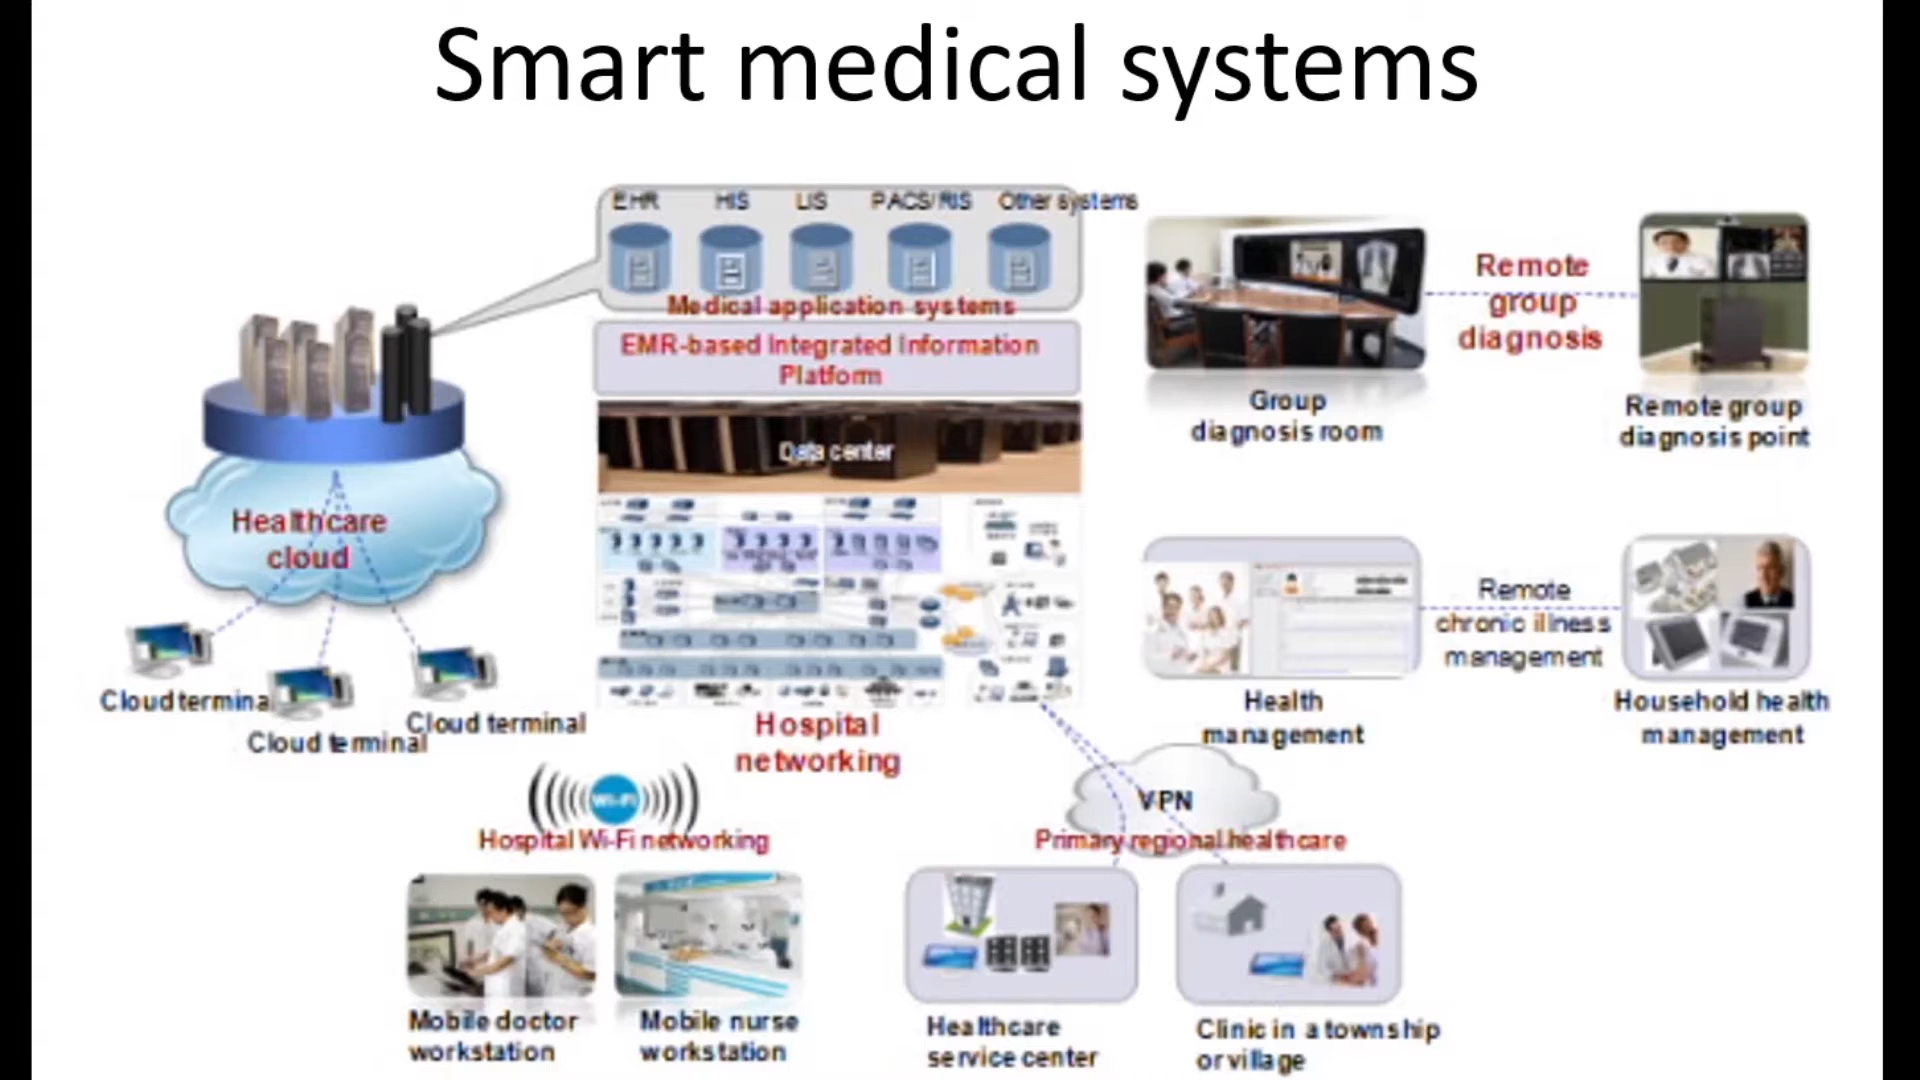 Smart medical systems
EHR HIS LIS PACS/RIS Other systems
Medical application systems
EMR-based Integrated Information
Platform
Data center
Healthcare
cloud
Cloud termina
Cloud terminal
Cloud terminal
Hospital
networking
Remote
group
diagnosis
Group
diagnosis room
Remote group
diagnosis point
Remote
chronic illness
management
Health
management
Household health
management
Wi-Fi
Hospital Wi-Fi networking
VPN
Primary regional healthcare
Mobile doctor
workstation
Mobile nurse
workstation
Healthcare
service center
Clinic in a township
or village